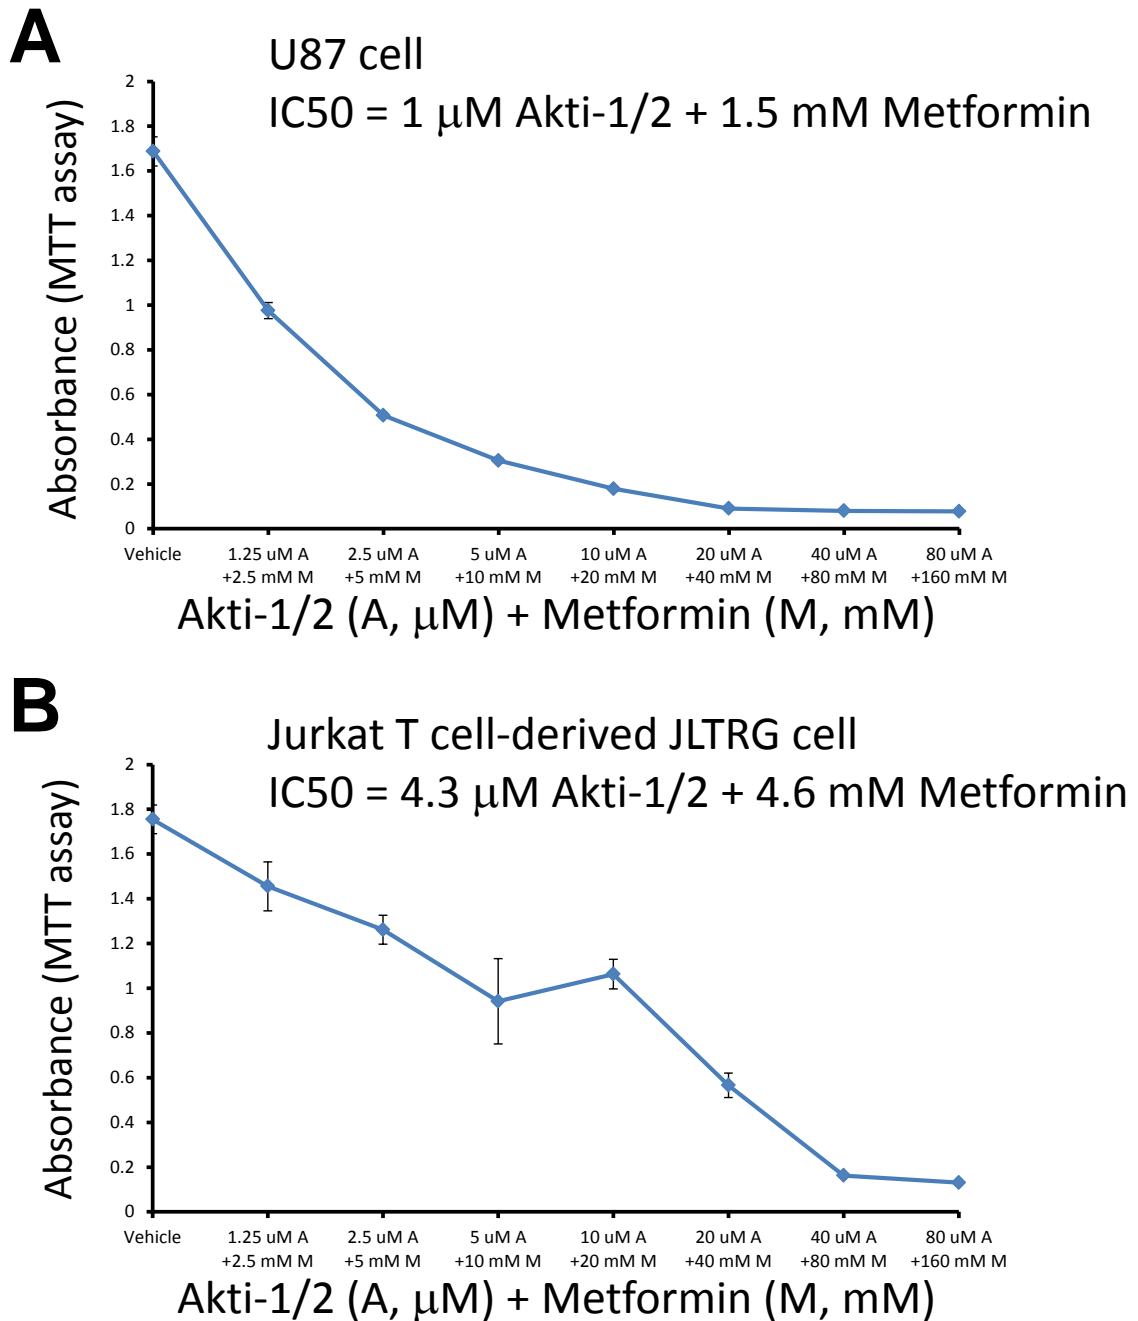 A
U87 cell
IC50 = 1 μM Akti-1/2 + 1.5 mM Metformin
Absorbance (MTT assay)
2
1.8
1.6
1.4
1.2
1
0.8
0.6
0.4
0.2
0
Vehicle 1.25 uM A 2.5 uM A 5 uM A 10 uM A 20 uM A 40 uM A 80 uM A
+2.5 mM M +5 mM M +10 mM M +20 mM M +40 mM M +80 mM M +160 mM M
Akti-1/2 (A, μM) + Metformin (M, mM)
B
Jurkat T cell-derived JLTRG cell
IC50 = 4.3 μM Akti-1/2 + 4.6 mM Metformin
Absorbance (MTT assay)
2
1.8
1.6
1.4
1.2
1
0.8
0.6
0.4
0.2
0
Vehicle 1.25 uM A 2.5 uM A 5 uM A 10 uM A 20 uM A 40 uM A 80 uM A
+2.5 mM M +5 mM M +10 mM M +20 mM M +40 mM M +80 mM M +160 mM M
Akti-1/2 (A, μM) + Metformin (M, mM)